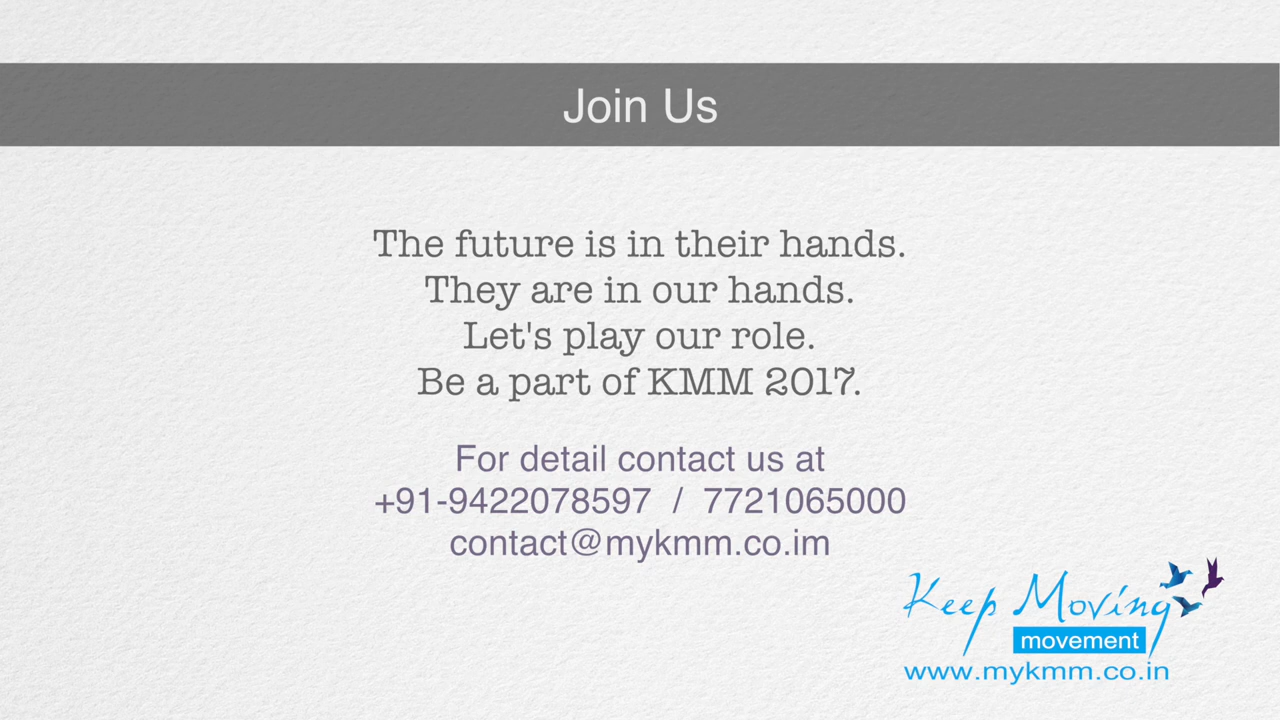 Join Us
The future is in their hands.
They are in our hands.
Let's play our role.
Be a part of KMM 2017.
For detail contact us at
+91-9422078597 / 7721065000
contact@mykmm.co.im
Keep Moving
movement
www.mykmm.co.in